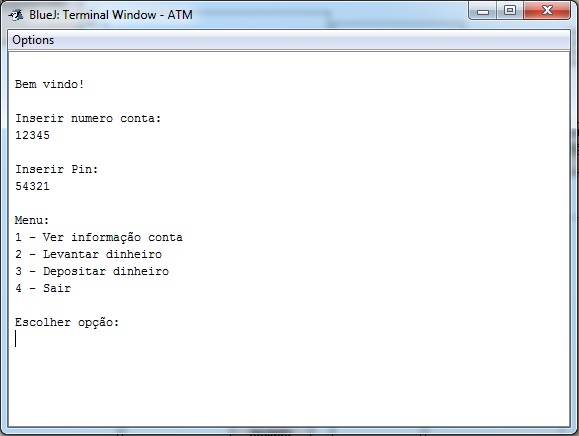 BlueJ: Terminal Window - ATM
Options
Bem vindo!
Inserir numero conta:
12345
Inserir Pin:
54321
Menu:
1 - Ver informação conta
2 - Levantar dinheiro
3 - Depositar dinheiro
4 - Sair
Escolher opção: